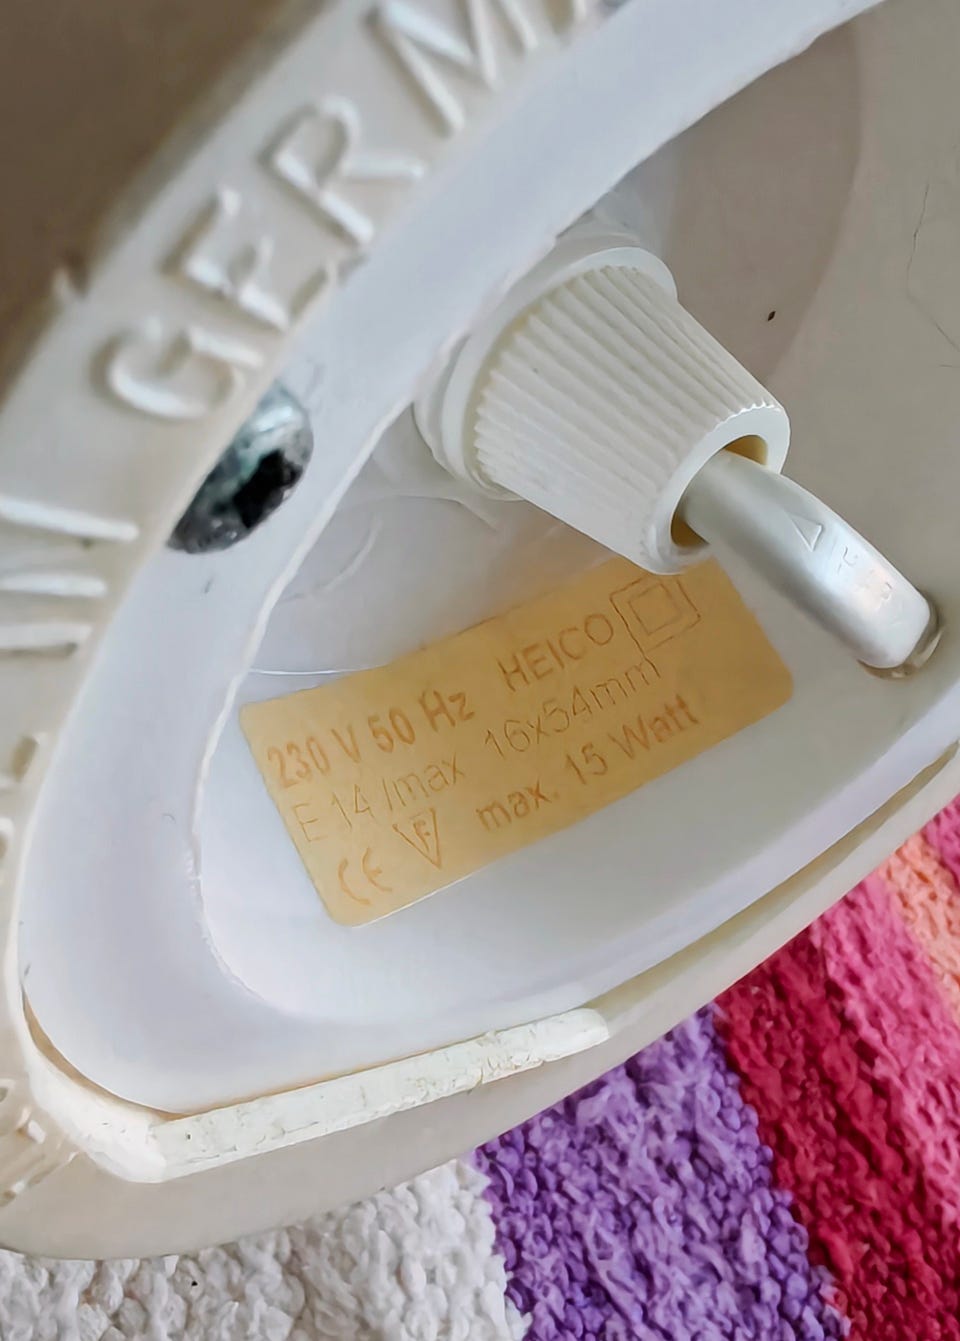 GERM
230 V 50 Hz HEICO
E 14 /max 16x54mm
CE F max. 15 Watt